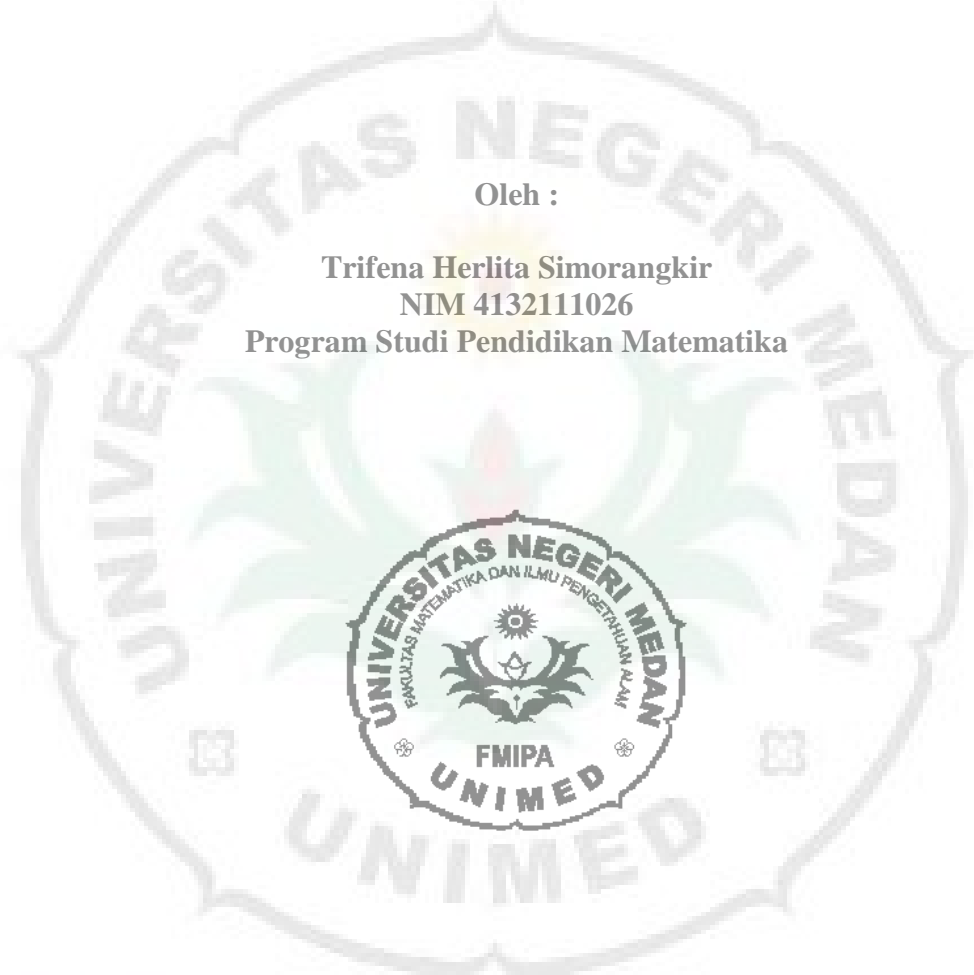 Oleh :
Trifena Herlita Simorangkir
NIM 4132111026
Program Studi Pendidikan Matematika
UNIVERSITAS NEGERI MEDAN
FAKULTAS MATEMATIKA DAN ILMU PENGETAHUAN ALAM
FMIPA
UNIMED
UNIVERSITAS NEGERI MEDAN
UNIMED